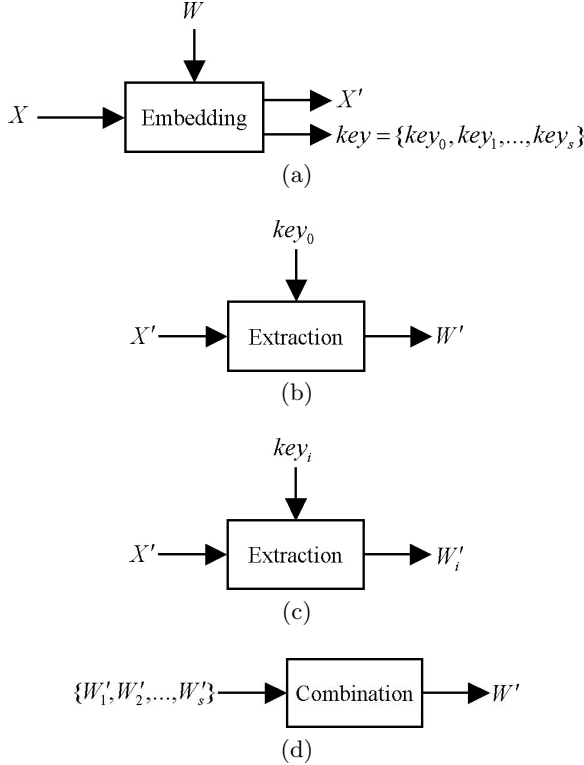 W
X Embedding X′
key = {key₀, key₁,..., keyₛ}
(a)
key₀
X′ Extraction W′
(b)
keyᵢ
X′ Extraction W′ᵢ
(c)
{W′₁, W′₂,..., W′ₛ} Combination W′
(d)